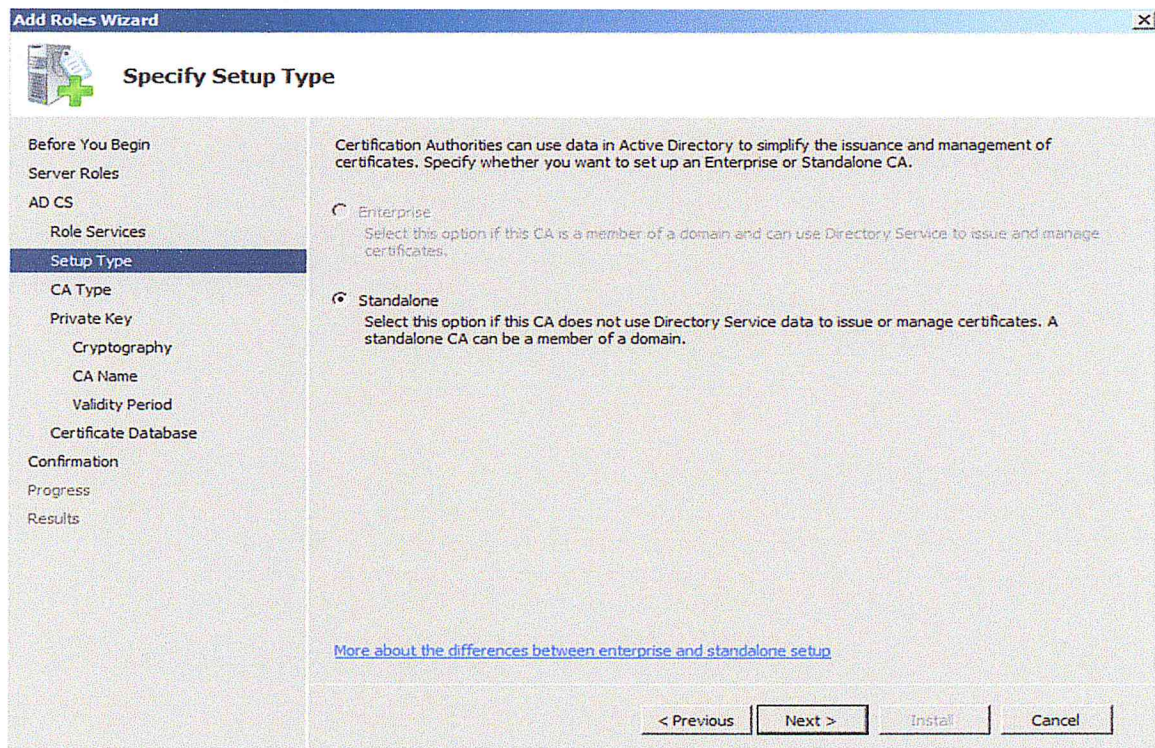 Add Roles Wizard
Specify Setup Type
Before You Begin
Server Roles
AD CS
Role Services
Setup Type
CA Type
Private Key
Cryptography
CA Name
Validity Period
Certificate Database
Confirmation
Progress
Results
Certification Authorities can use data in Active Directory to simplify the issuance and management of
certificates. Specify whether you want to set up an Enterprise or Standalone CA.
Enterprise
Select this option if this CA is a member of a domain and can use Directory Service to issue and manage
certificates.
Standalone
Select this option if this CA does not use Directory Service data to issue or manage certificates. A
standalone CA can be a member of a domain.
More about the differences between enterprise and standalone setup
< Previous
Next >
Install
Cancel